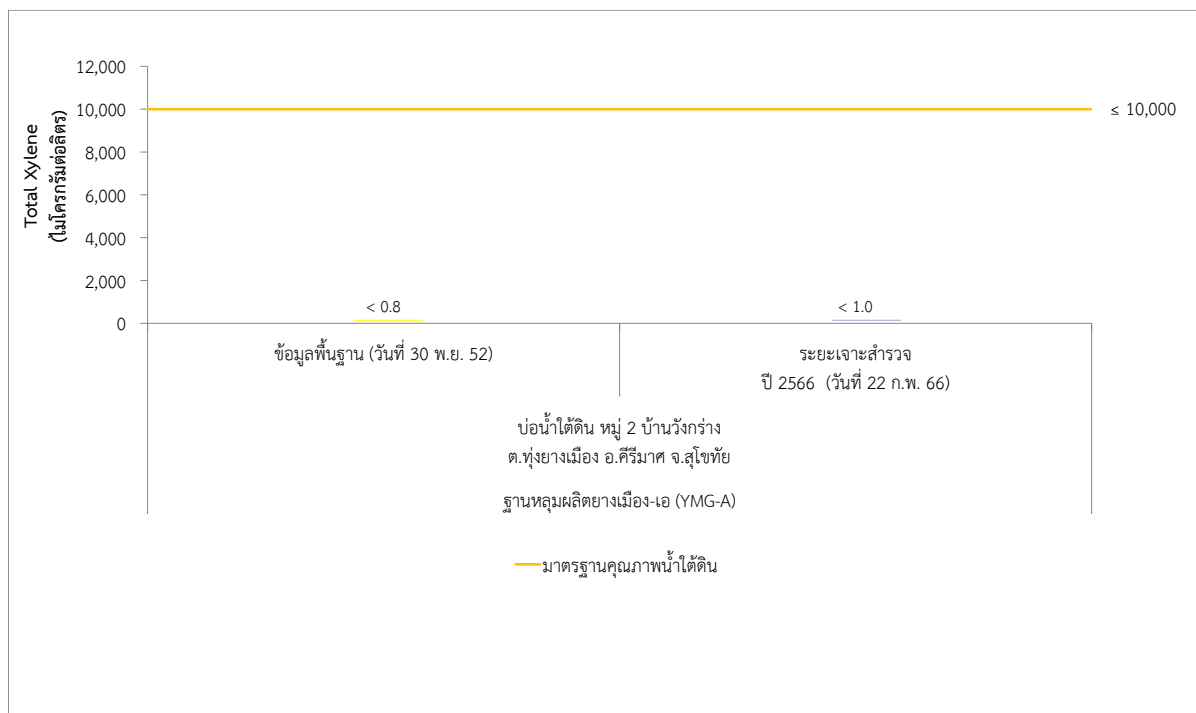 12,000
10,000
8,000
6,000
4,000
2,000
0
Total Xylene
(ไมโครกรัมต่อลิตร)
≤ 10,000
< 0.8
< 1.0
ข้อมูลพื้นฐาน (วันที่ 30 พ.ย. 52)
ระยะเจาะสำรวจ
ปี 2566 (วันที่ 22 ก.พ. 66)
บ่อน้ำใต้ดิน หมู่ 2 บ้านวังกร่าง
ต.ทุ่งยางเมือง อ.คีรีมาศ จ.สุโขทัย
ฐานหลุมผลิตยางเมือง-เอ (YMG-A)
มาตรฐานคุณภาพน้ำใต้ดิน